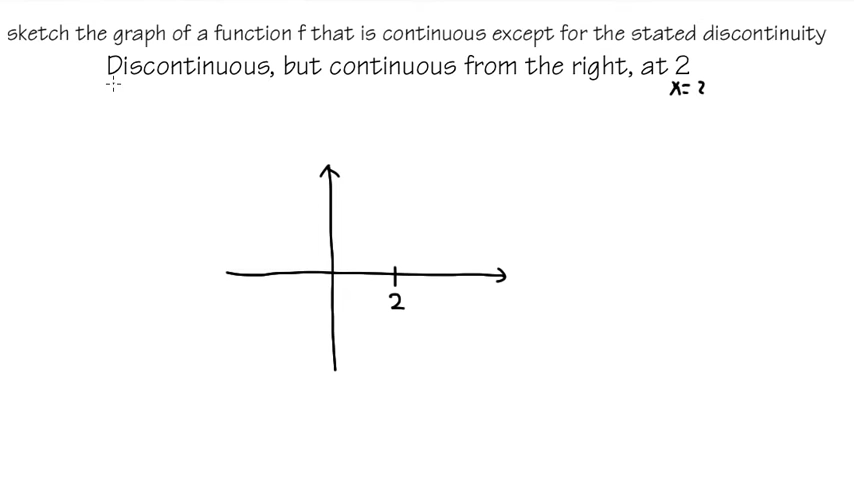 sketch the graph of a function f that is continuous except for the stated discontinuity
Discontinuous, but continuous from the right, at 2
x= 2
2